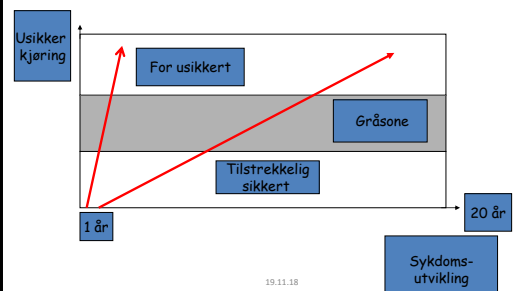 Usikker
kjøring
For usikkert
Gråsone
Tilstrekkelig
sikkert
1 år
20 år
Sykdoms-
utvikling
19.11.18